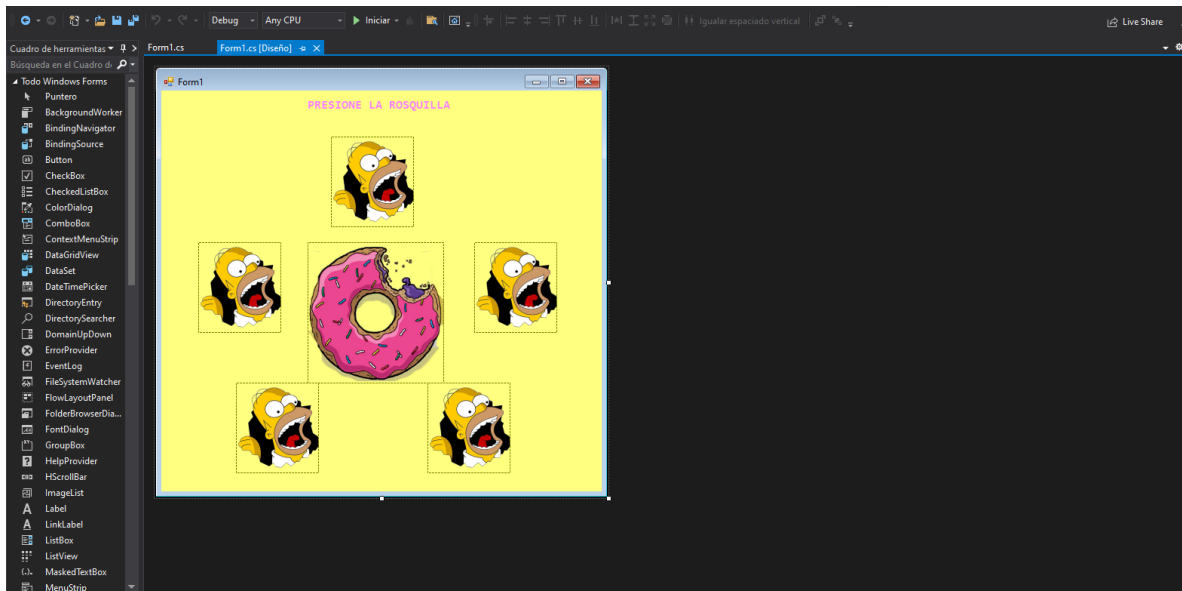 Debug
Any CPU
Iniciar
Igualar espaciado vertical
Live Share
Cuadro de herramientas
Form1.cs
Form1.cs [Diseño]
Búsqueda en el Cuadro d
Todo Windows Forms
Puntero
BackgroundWorker
BindingNavigator
BindingSource
Button
CheckBox
CheckedListBox
ColorDialog
ComboBox
ContextMenuStrip
DataGridView
DataSet
DateTimePicker
DirectoryEntry
DirectorySearcher
DomainUpDown
ErrorProvider
EventLog
FileSystemWatcher
FlowLayoutPanel
FolderBrowserDia...
FontDialog
GroupBox
HelpProvider
HScrollBar
ImageList
Label
LinkLabel
ListBox
ListView
MaskedTextBox
MenuStrip
Form1
PRESIONE LA ROSQUILLA